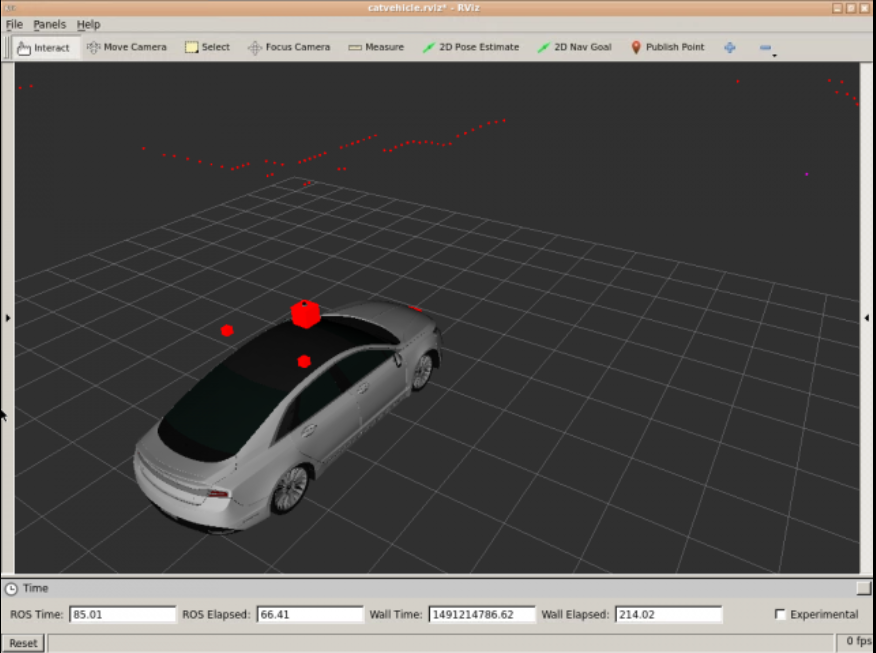 catvehicle.rviz* - RViz
File Panels Help
Interact Move Camera Select Focus Camera Measure 2D Pose Estimate 2D Nav Goal Publish Point
Time
ROS Time: 85.01 ROS Elapsed: 66.41 Wall Time: 1491214786.62 Wall Elapsed: 214.02 Experimental
Reset 0 fps